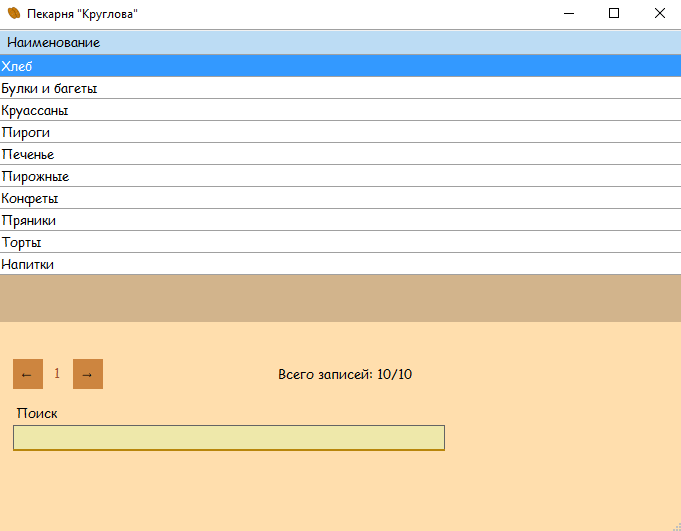 Пекарня "Круглова"
Наименование
Хлеб
Булки и багеты
Круассаны
Пироги
Печенье
Пирожные
Конфеты
Пряники
Торты
Напитки
← 1 → Всего записей: 10/10
Поиск